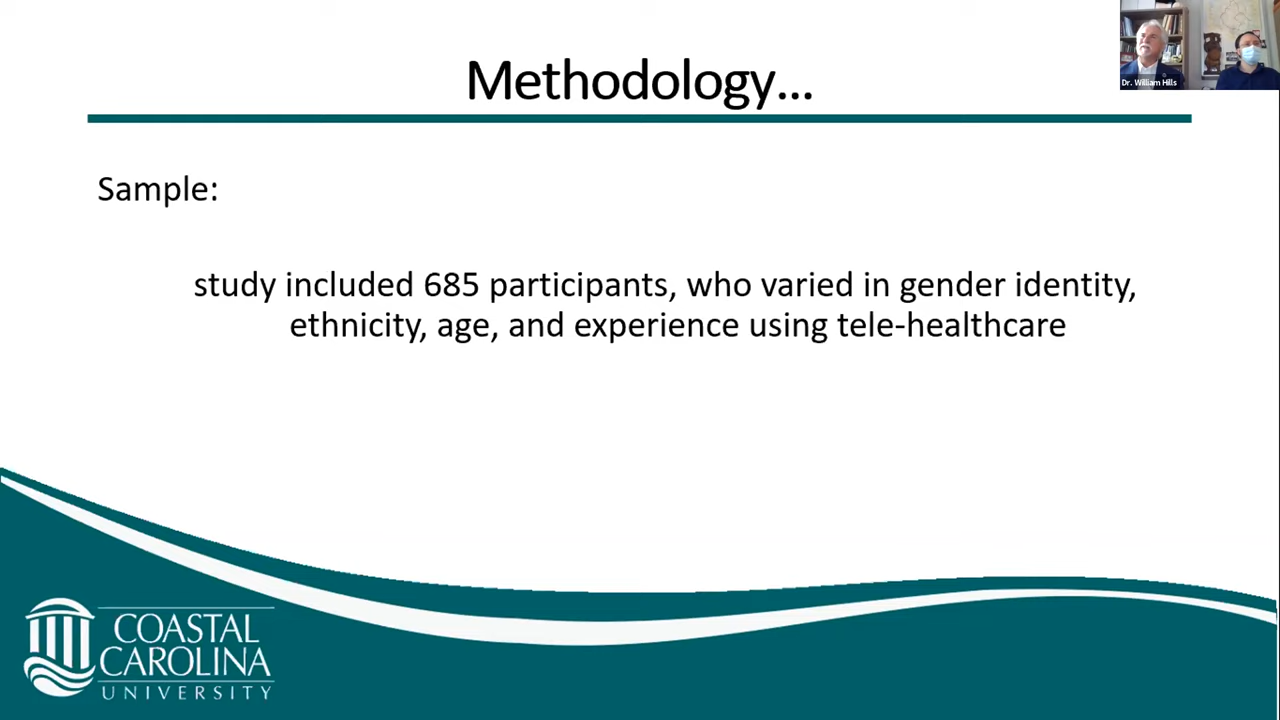 Methodology...
Dr. William Hills
Sample:
study included 685 participants, who varied in gender identity,
ethnicity, age, and experience using tele-healthcare
COASTAL
CAROLINA
UNIVERSITY